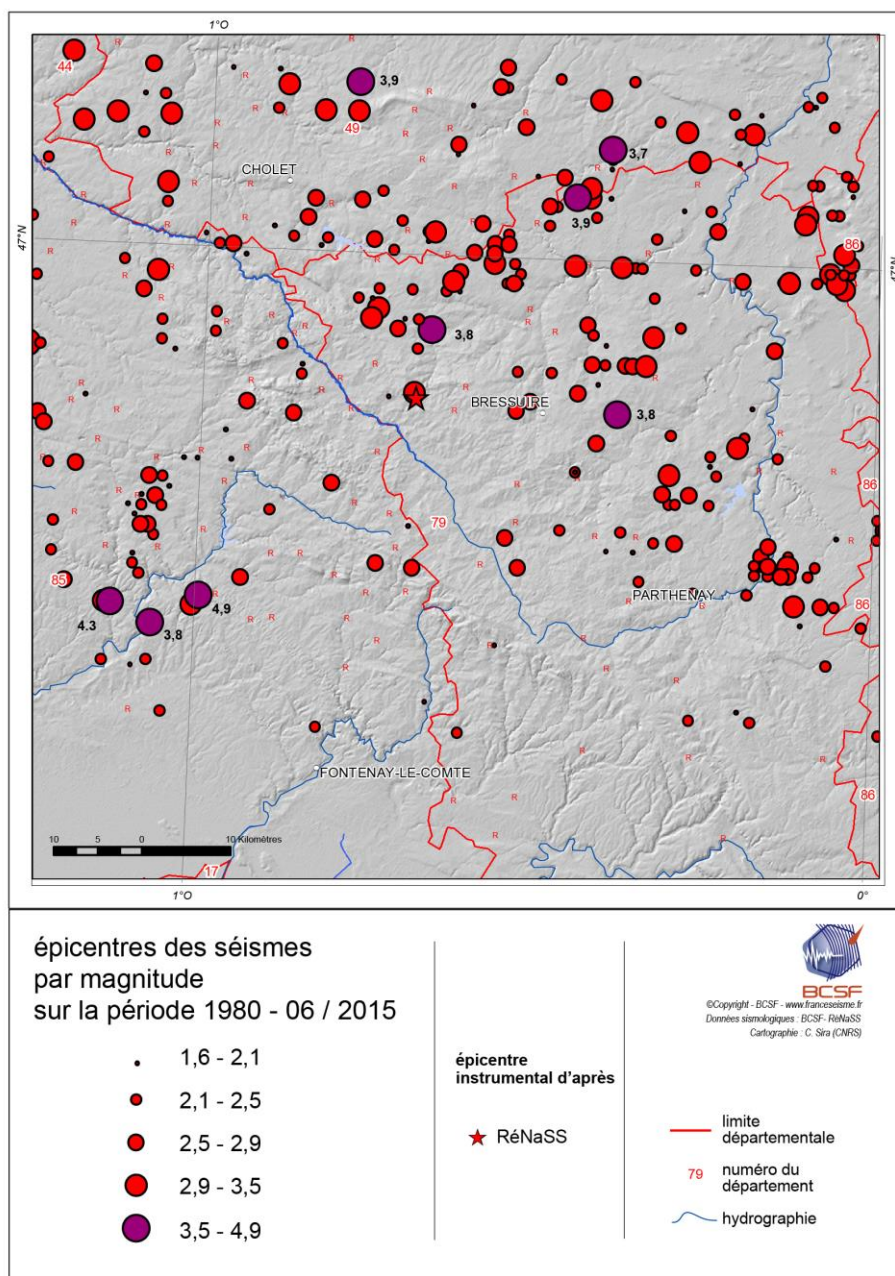 1°O
44
3,9
49
3,7
CHOLET
3,9
47°N
86
47°N
3,8
BRESSUIRE
3,8
86
79
85
4.3
4,9
3,8
PARTHENAY
86
FONTENAY-LE-COMTE
86
10 5 0 10 Kilomètres
17
1°O
0°
épicentres des séismes
par magnitude
sur la période 1980 - 06 / 2015
1,6 - 2,1
2,1 - 2,5
2,5 - 2,9
2,9 - 3,5
3,5 - 4,9
épicentre
instrumental d'après
RéNaSS
BCSF
©Copyright - BCSF - www.franceseisme.fr
Données sismologiques : BCSF- RéNaSS
Cartographie : C. Sira (CNRS)
limite
départementale
79 numéro du
département
hydrographie